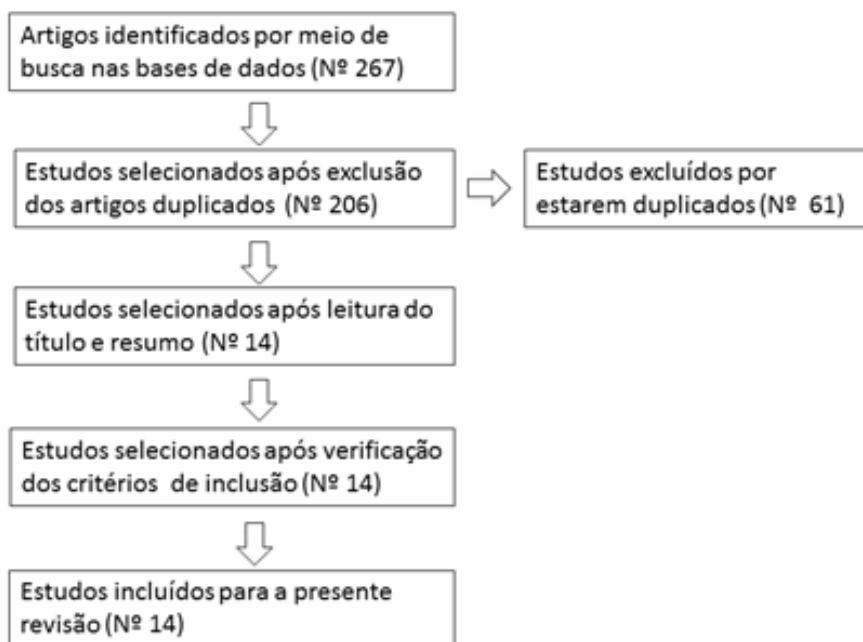 Artigos identificados por meio de
busca nas bases de dados (Nº 267)
Estudos selecionados após exclusão
dos artigos duplicados (Nº 206)
Estudos excluídos por
estarem duplicados (Nº 61)
Estudos selecionados após leitura do
título e resumo (Nº 14)
Estudos selecionados após verificação
dos critérios de inclusão (Nº 14)
Estudos incluídos para a presente
revisão (Nº 14)